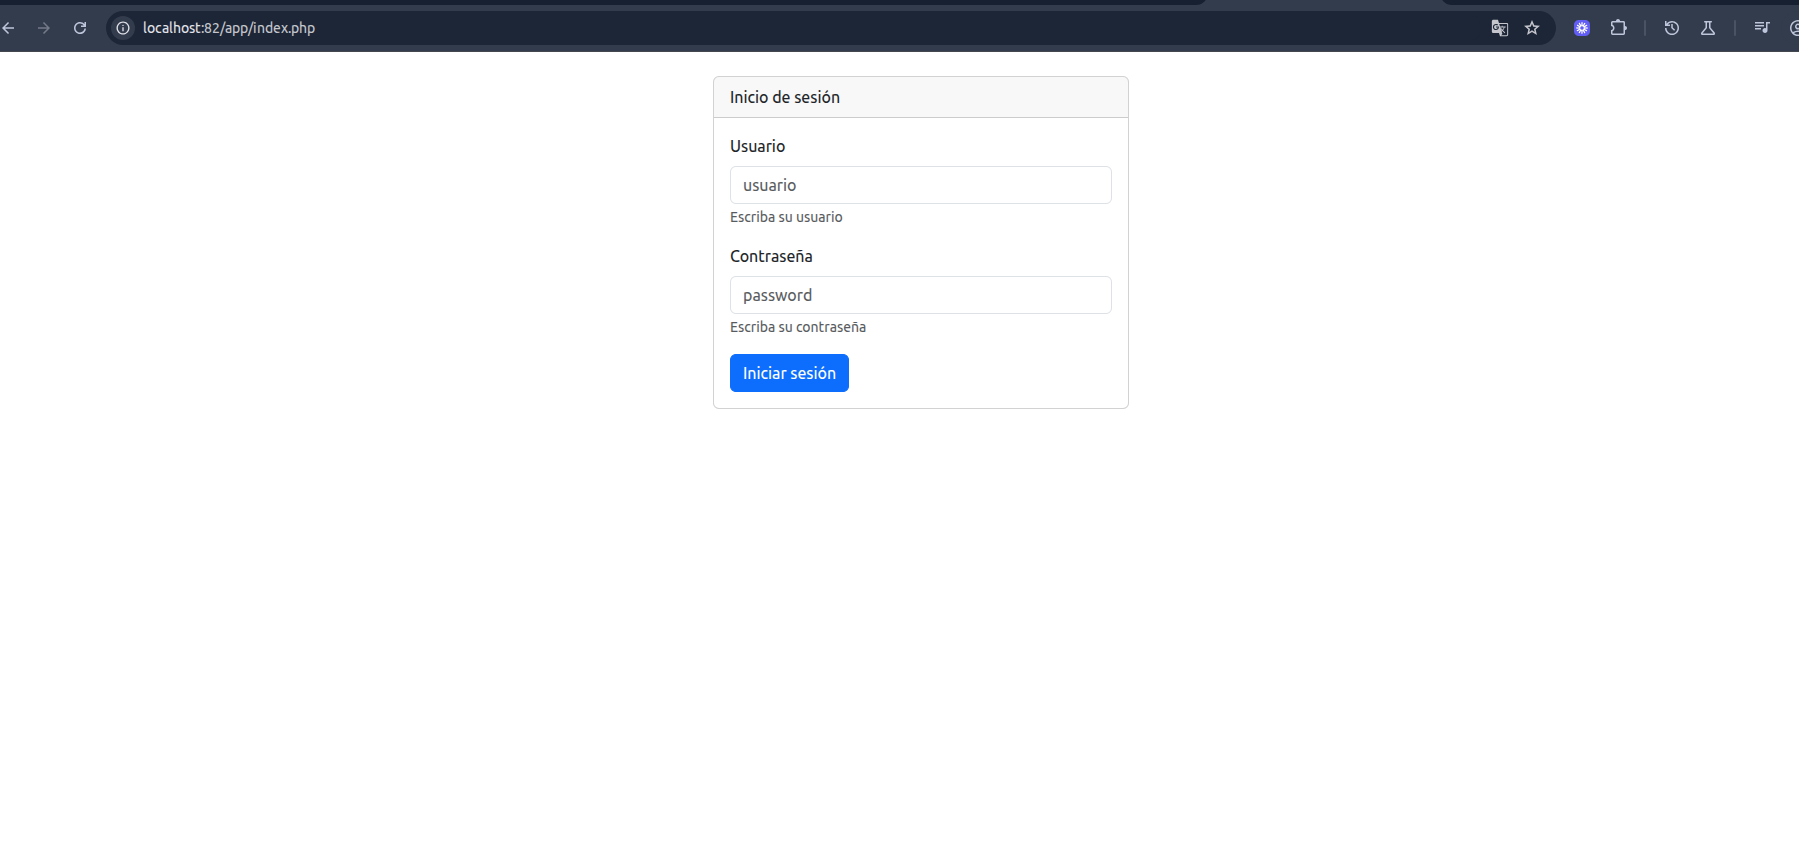 localhost:82/app/index.php
Inicio de sesión
Usuario
usuario
Escriba su usuario
Contraseña
password
Escriba su contraseña
Iniciar sesión